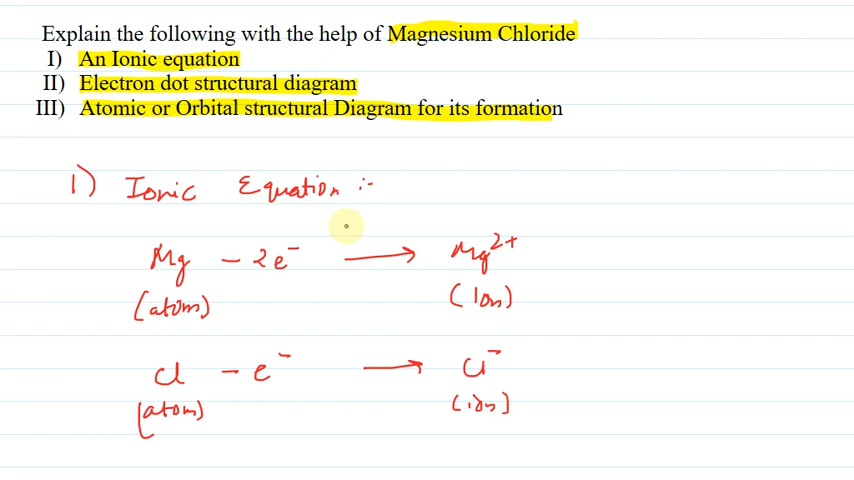 Explain the following with the help of Magnesium Chloride
I) An Ionic equation
II) Electron dot structural diagram
III) Atomic or Orbital structural Diagram for its formation
1) Ionic Equation :-
Mg - 2e⁻ ⟶ Mg²⁺
(atom) (Ion)
Cl - e⁻ ⟶ Cl⁻
(atom) (ion)